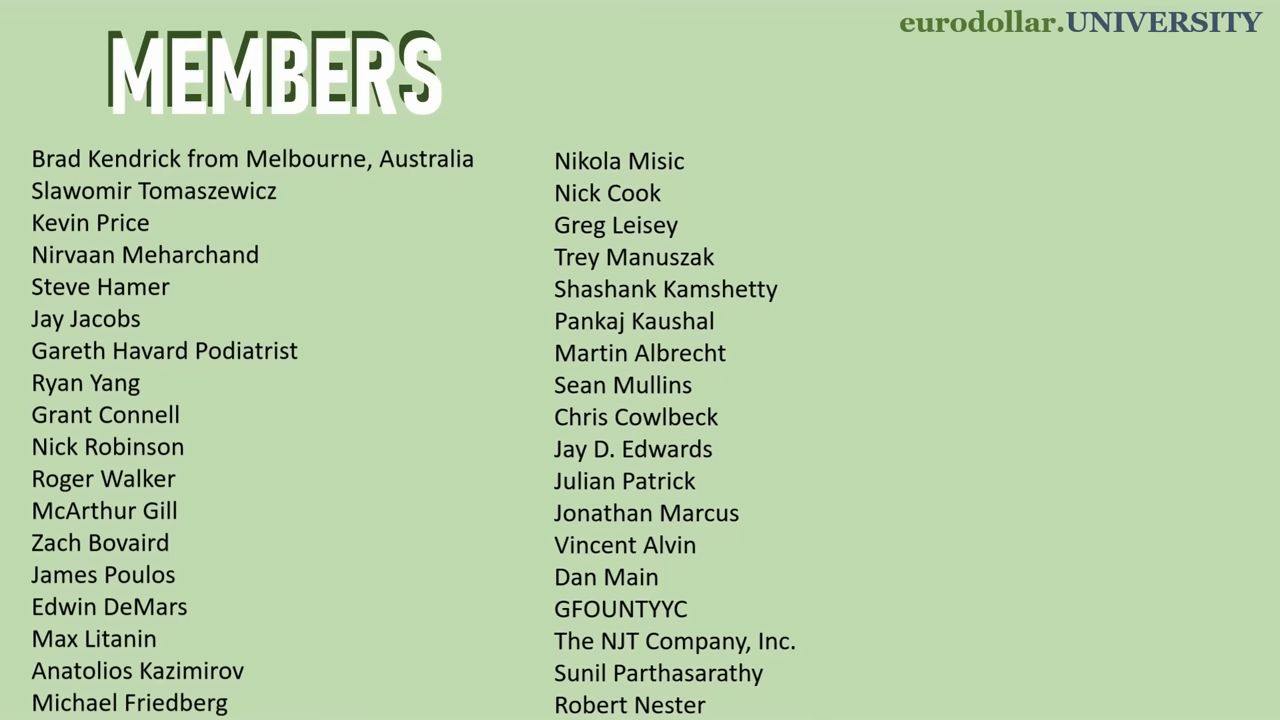 eurodollar.UNIVERSITY
MEMBERS
Brad Kendrick from Melbourne, Australia
Slawomir Tomaszewicz
Kevin Price
Nirvaan Meharchand
Steve Hamer
Jay Jacobs
Gareth Havard Podiatrist
Ryan Yang
Grant Connell
Nick Robinson
Roger Walker
McArthur Gill
Zach Bovaird
James Poulos
Edwin DeMars
Max Litanin
Anatolios Kazimirov
Michael Friedberg
Nikola Misic
Nick Cook
Greg Leisey
Trey Manuszak
Shashank Kamshetty
Pankaj Kaushal
Martin Albrecht
Sean Mullins
Chris Cowlbeck
Jay D. Edwards
Julian Patrick
Jonathan Marcus
Vincent Alvin
Dan Main
GFOUNTYYC
The NJT Company, Inc.
Sunil Parthasarathy
Robert Nester